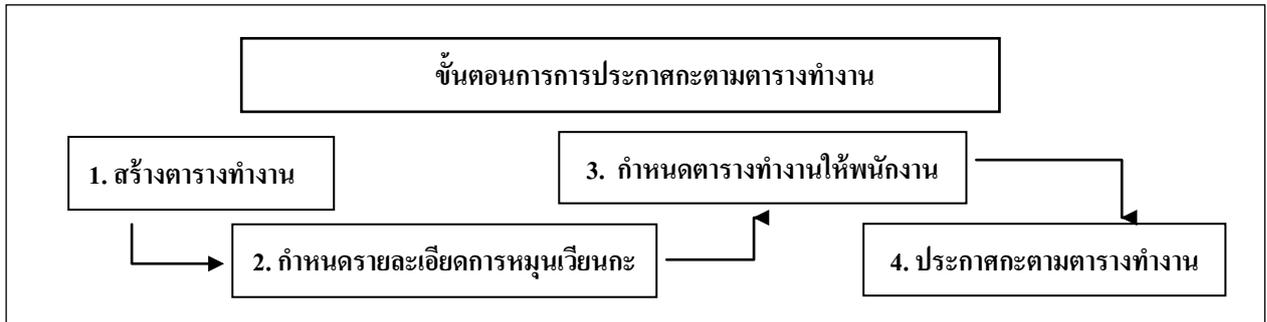 ขั้นตอนการการประกาศกะตามตารางทำงาน
1. สร้างตารางทำงาน
3. กำหนดตารางทำงานให้พนักงาน
2. กำหนดรายละเอียดการหมุนเวียนกะ
4. ประกาศกะตามตารางทำงาน